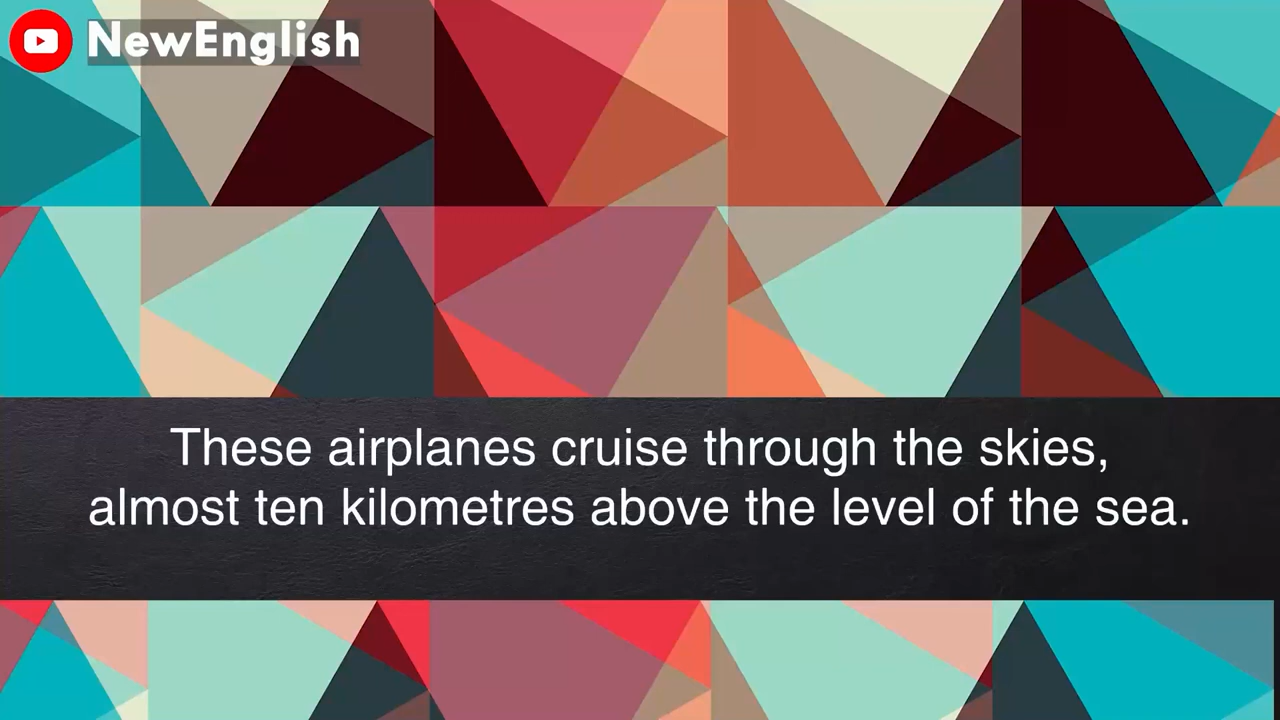 NewEnglish
These airplanes cruise through the skies,
almost ten kilometres above the level of the sea.